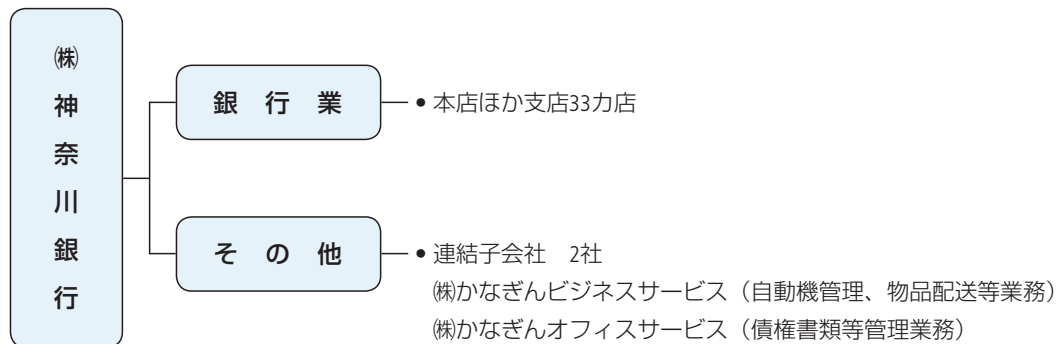 ㈱神奈川銀行
銀行業
• 本店ほか支店33カ店
その他
• 連結子会社　2社
㈱かなぎんビジネスサービス（自動機管理、物品配送等業務）
㈱かなぎんオフィスサービス（債権書類等管理業務）